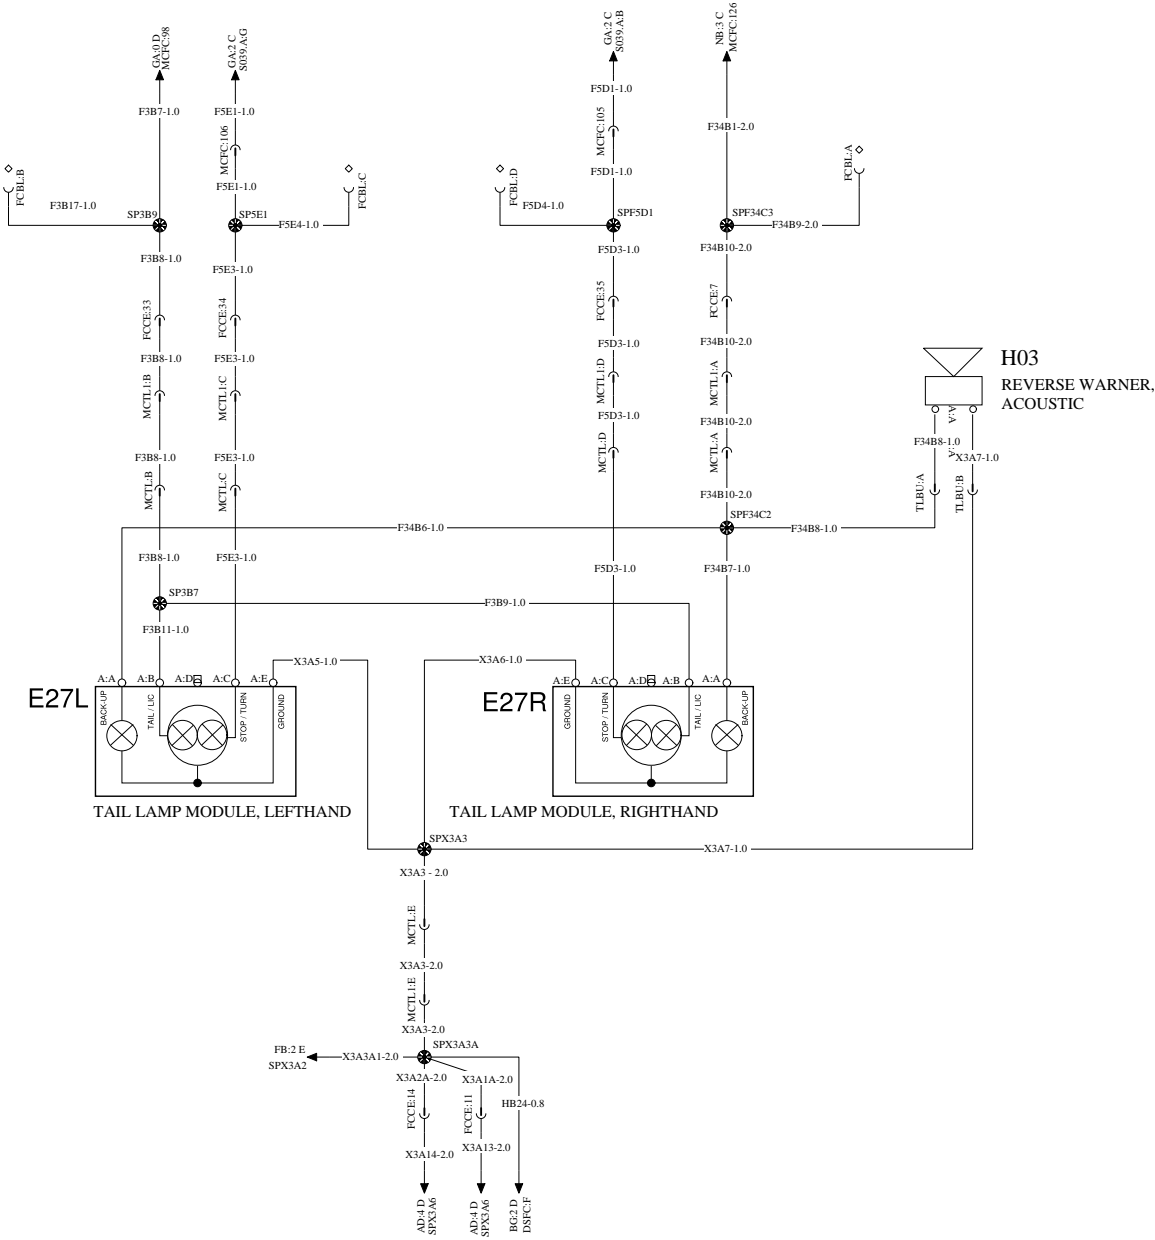 GA:0 D
MCFC:98
GA:2 C
S039.A:G
GA:2 C
S039.A:B
NB:3 C
MCFC:126
F3B7-1.0
F5E1-1.0
F5D1-1.0
F34B1-2.0
MCFC:106
MCFC:105
F5E1-1.0
F5D1-1.0
FCBL:B
FCBL:C
FCBL:D
FCBL:A
F3B17-1.0
SP3B9
SP5E1
F5E4-1.0
F5D4-1.0
SPF5D1
SPF34C3
F34B9-2.0
F3B8-1.0
F5E3-1.0
F5D3-1.0
F34B10-2.0
FCCE:33
FCCE:34
FCCE:35
FCCE:7
F3B8-1.0
F5E3-1.0
F5D3-1.0
F34B10-2.0
MCTL1:B
MCTL1:C
MCTL1:D
MCTL1:A
F5D3-1.0
F34B10-2.0
H03
REVERSE WARNER,
ACOUSTIC
A:A
:A
F34B8-1.0
X3A7-1.0
F3B8-1.0
F5E3-1.0
MCTL:B
MCTL:C
MCTL:D
MCTL:A
F34B10-2.0
TLBU:A
TLBU:B
F34B6-1.0
SPF34C2
F34B8-1.0
F3B8-1.0
F5E3-1.0
F5D3-1.0
F34B7-1.0
SP3B7
F3B9-1.0
F3B11-1.0
X3A5-1.0
X3A6-1.0
A:A
A:B
A:D
A:C
A:E
A:E
A:C
A:D
A:B
A:A
E27L
BACK-UP
TAIL / LIC
STOP / TURN
GROUND
E27R
GROUND
STOP / TURN
TAIL / LIC
BACK-UP
TAIL LAMP MODULE, LEFTHAND
TAIL LAMP MODULE, RIGHTHAND
SPX3A3
X3A7-1.0
X3A3 - 2.0
MCTL:E
X3A3-2.0
MCTL1:E
X3A3-2.0
SPX3A3A
FB:2 E
SPX3A2
X3A3A1-2.0
X3A2A-2.0
X3A1A-2.0
FCCE:14
FCCE:11
HB24-0.8
X3A14-2.0
X3A13-2.0
AD:4 D
SPX3A6
AD:4 D
SPX3A6
BG:2 D
DSFC:F